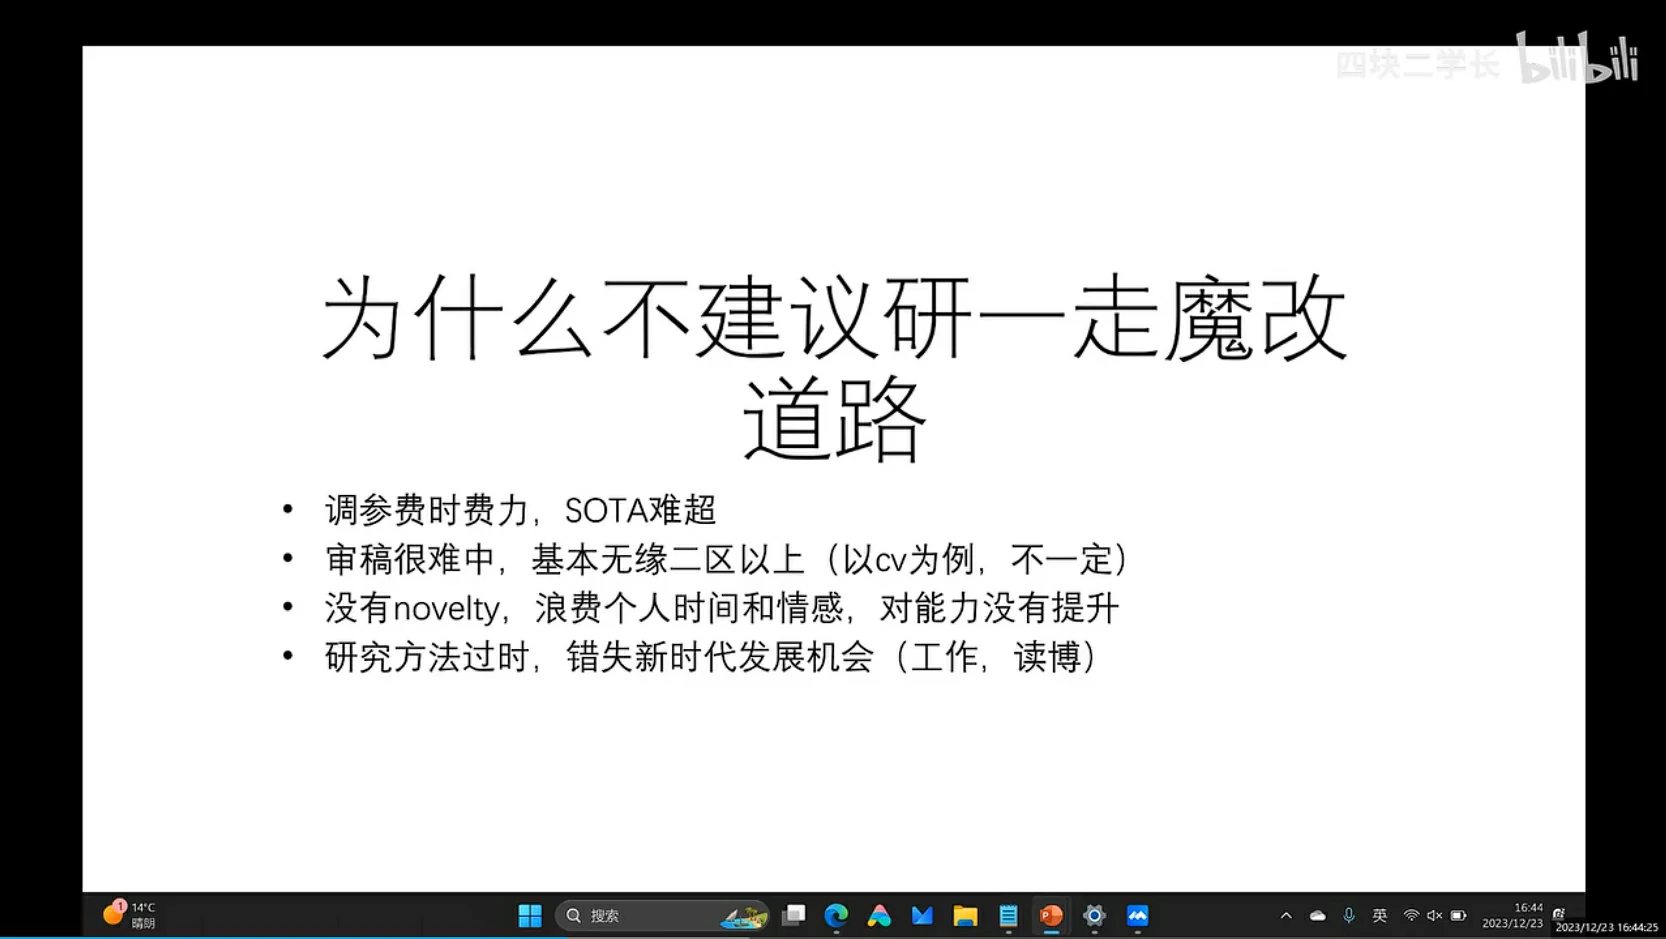 四块二学长 bilibili
为什么不建议研一走魔改
道路
• 调参费时费力，SOTA难超
• 审稿很难中，基本无缘二区以上（以cv为例，不一定）
• 没有novelty，浪费个人时间和情感，对能力没有提升
• 研究方法过时，错失新时代发展机会（工作，读博）
1
14°C
晴朗
搜索
英
16:44
2023/12/23
2023/12/23 16:44:25